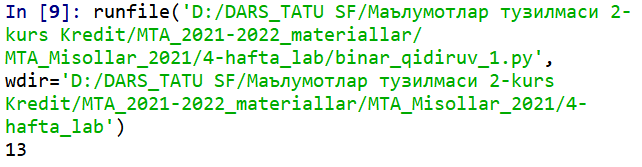 In [9]: runfile('D:/DARS_TATU SF/Маълумотлар тузилмаси 2-
kurs Kredit/MTA_2021-2022_materiallar/
MTA_Misollar_2021/4-hafta_lab/binar_qidiruv_1.py',
wdir='D:/DARS_TATU SF/Маълумотлар тузилмаси 2-kurs
Kredit/MTA_2021-2022_materiallar/MTA_Misollar_2021/4-
hafta_lab')
13